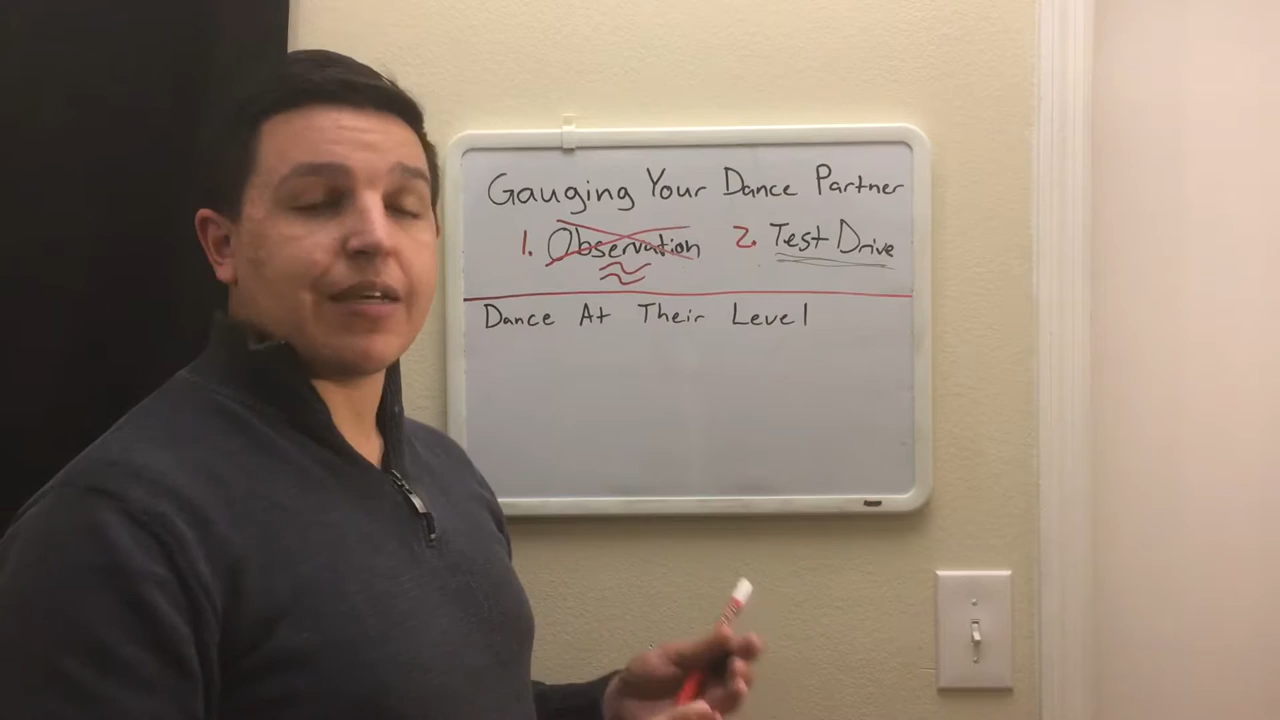 Gauging Your Dance Partner
1. Observation 2. Test Drive
Dance At Their Level